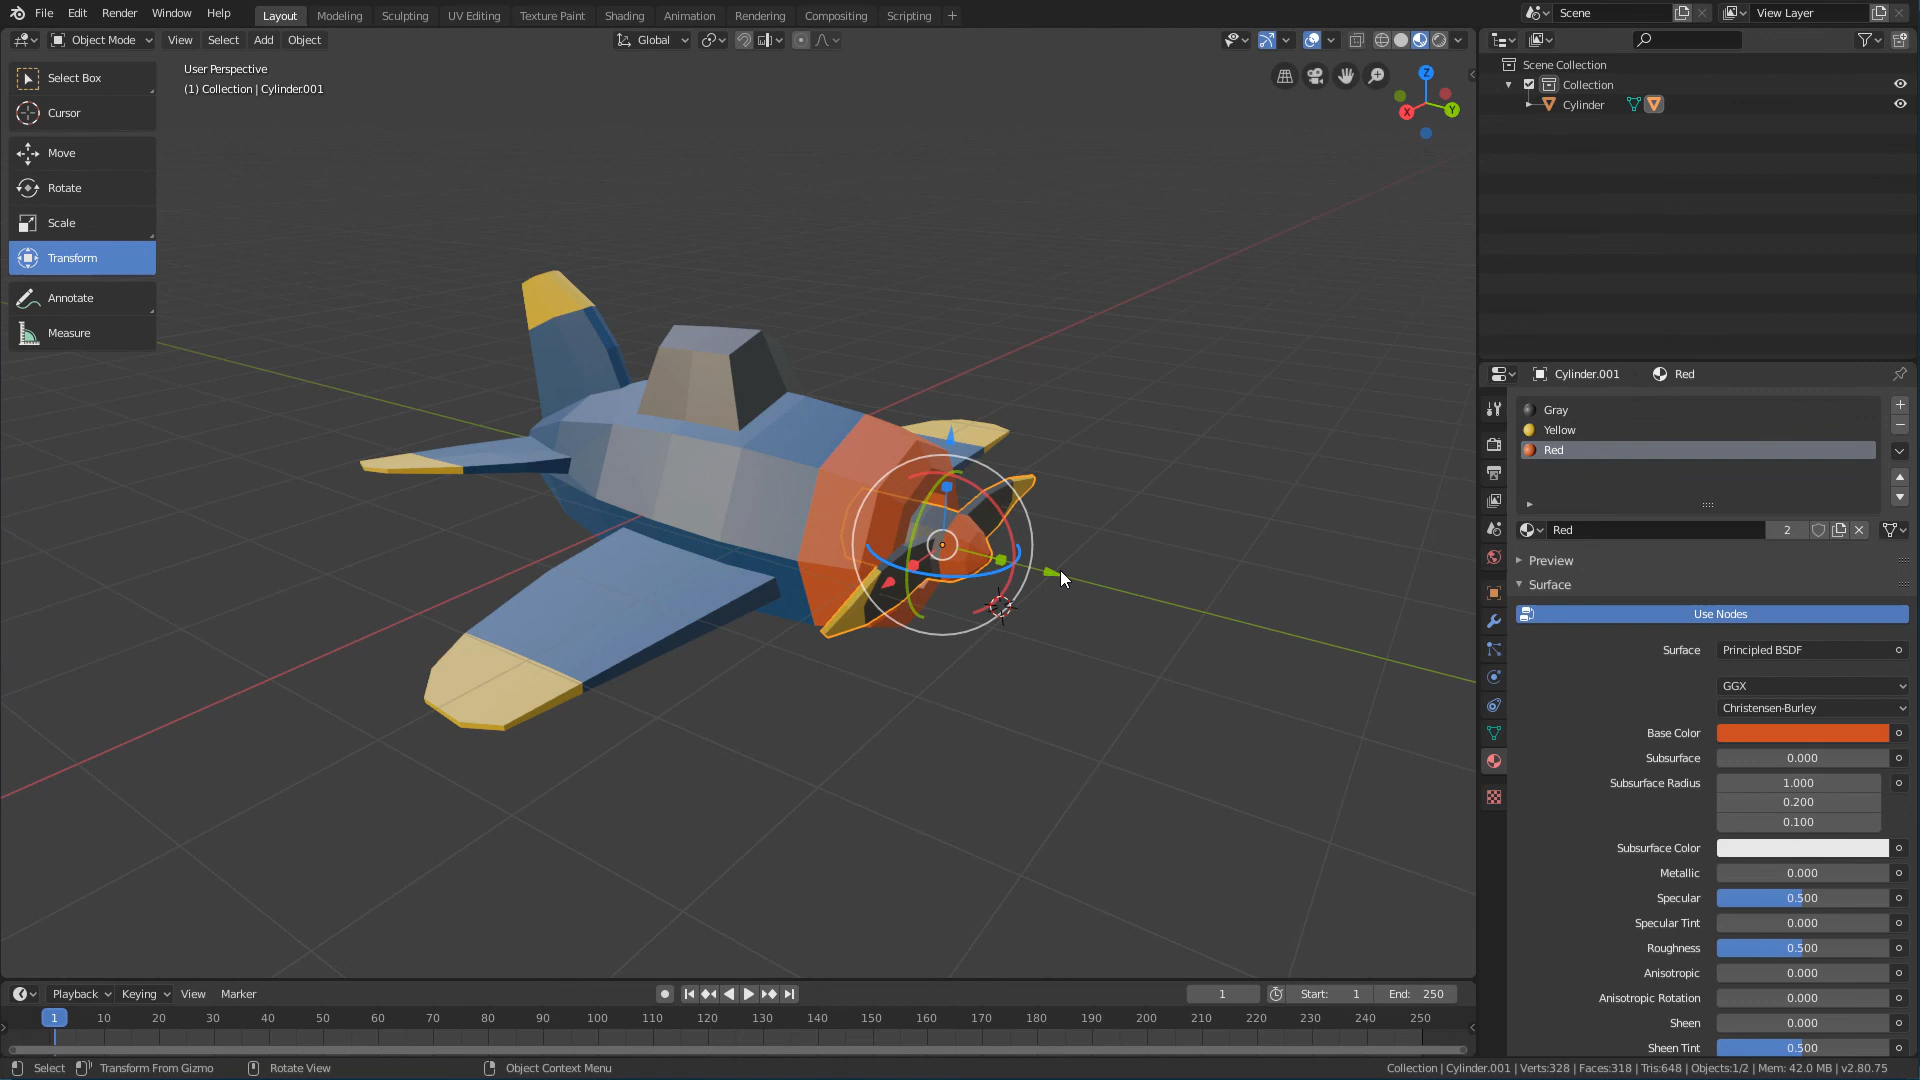 File Edit Render Window Help Layout Modeling Sculpting UV Editing Texture Paint Shading Animation Rendering Compositing Scripting + Scene View Layer
Object Mode View Select Add Object Global
Select Box
Cursor
Move
Rotate
Scale
Transform
Annotate
Measure
User Perspective
(1) Collection | Cylinder.001
Z
X
Y
Scene Collection
Collection
Cylinder
Cylinder.001 Red
Gray
Yellow
Red
Red 2
Preview
Surface
Use Nodes
Surface Principled BSDF
GGX
Christensen-Burley
Base Color
Subsurface 0.000
Subsurface Radius 1.000
0.200
0.100
Subsurface Color
Metallic 0.000
Specular 0.500
Specular Tint 0.000
Roughness 0.500
Anisotropic 0.000
Anisotropic Rotation 0.000
Sheen 0.000
Sheen Tint 0.500
Playback Keying View Marker 1 Start: 1 End: 250
1 10 20 30 40 50 60 70 80 90 100 110 120 130 140 150 160 170 180 190 200 210 220 230 240 250
Select Transform From Gizmo Rotate View Object Context Menu Collection | Cylinder.001 | Verts:328 | Faces:318 | Tris:648 | Objects:1/2 | Mem: 42.0 MB | v2.80.75